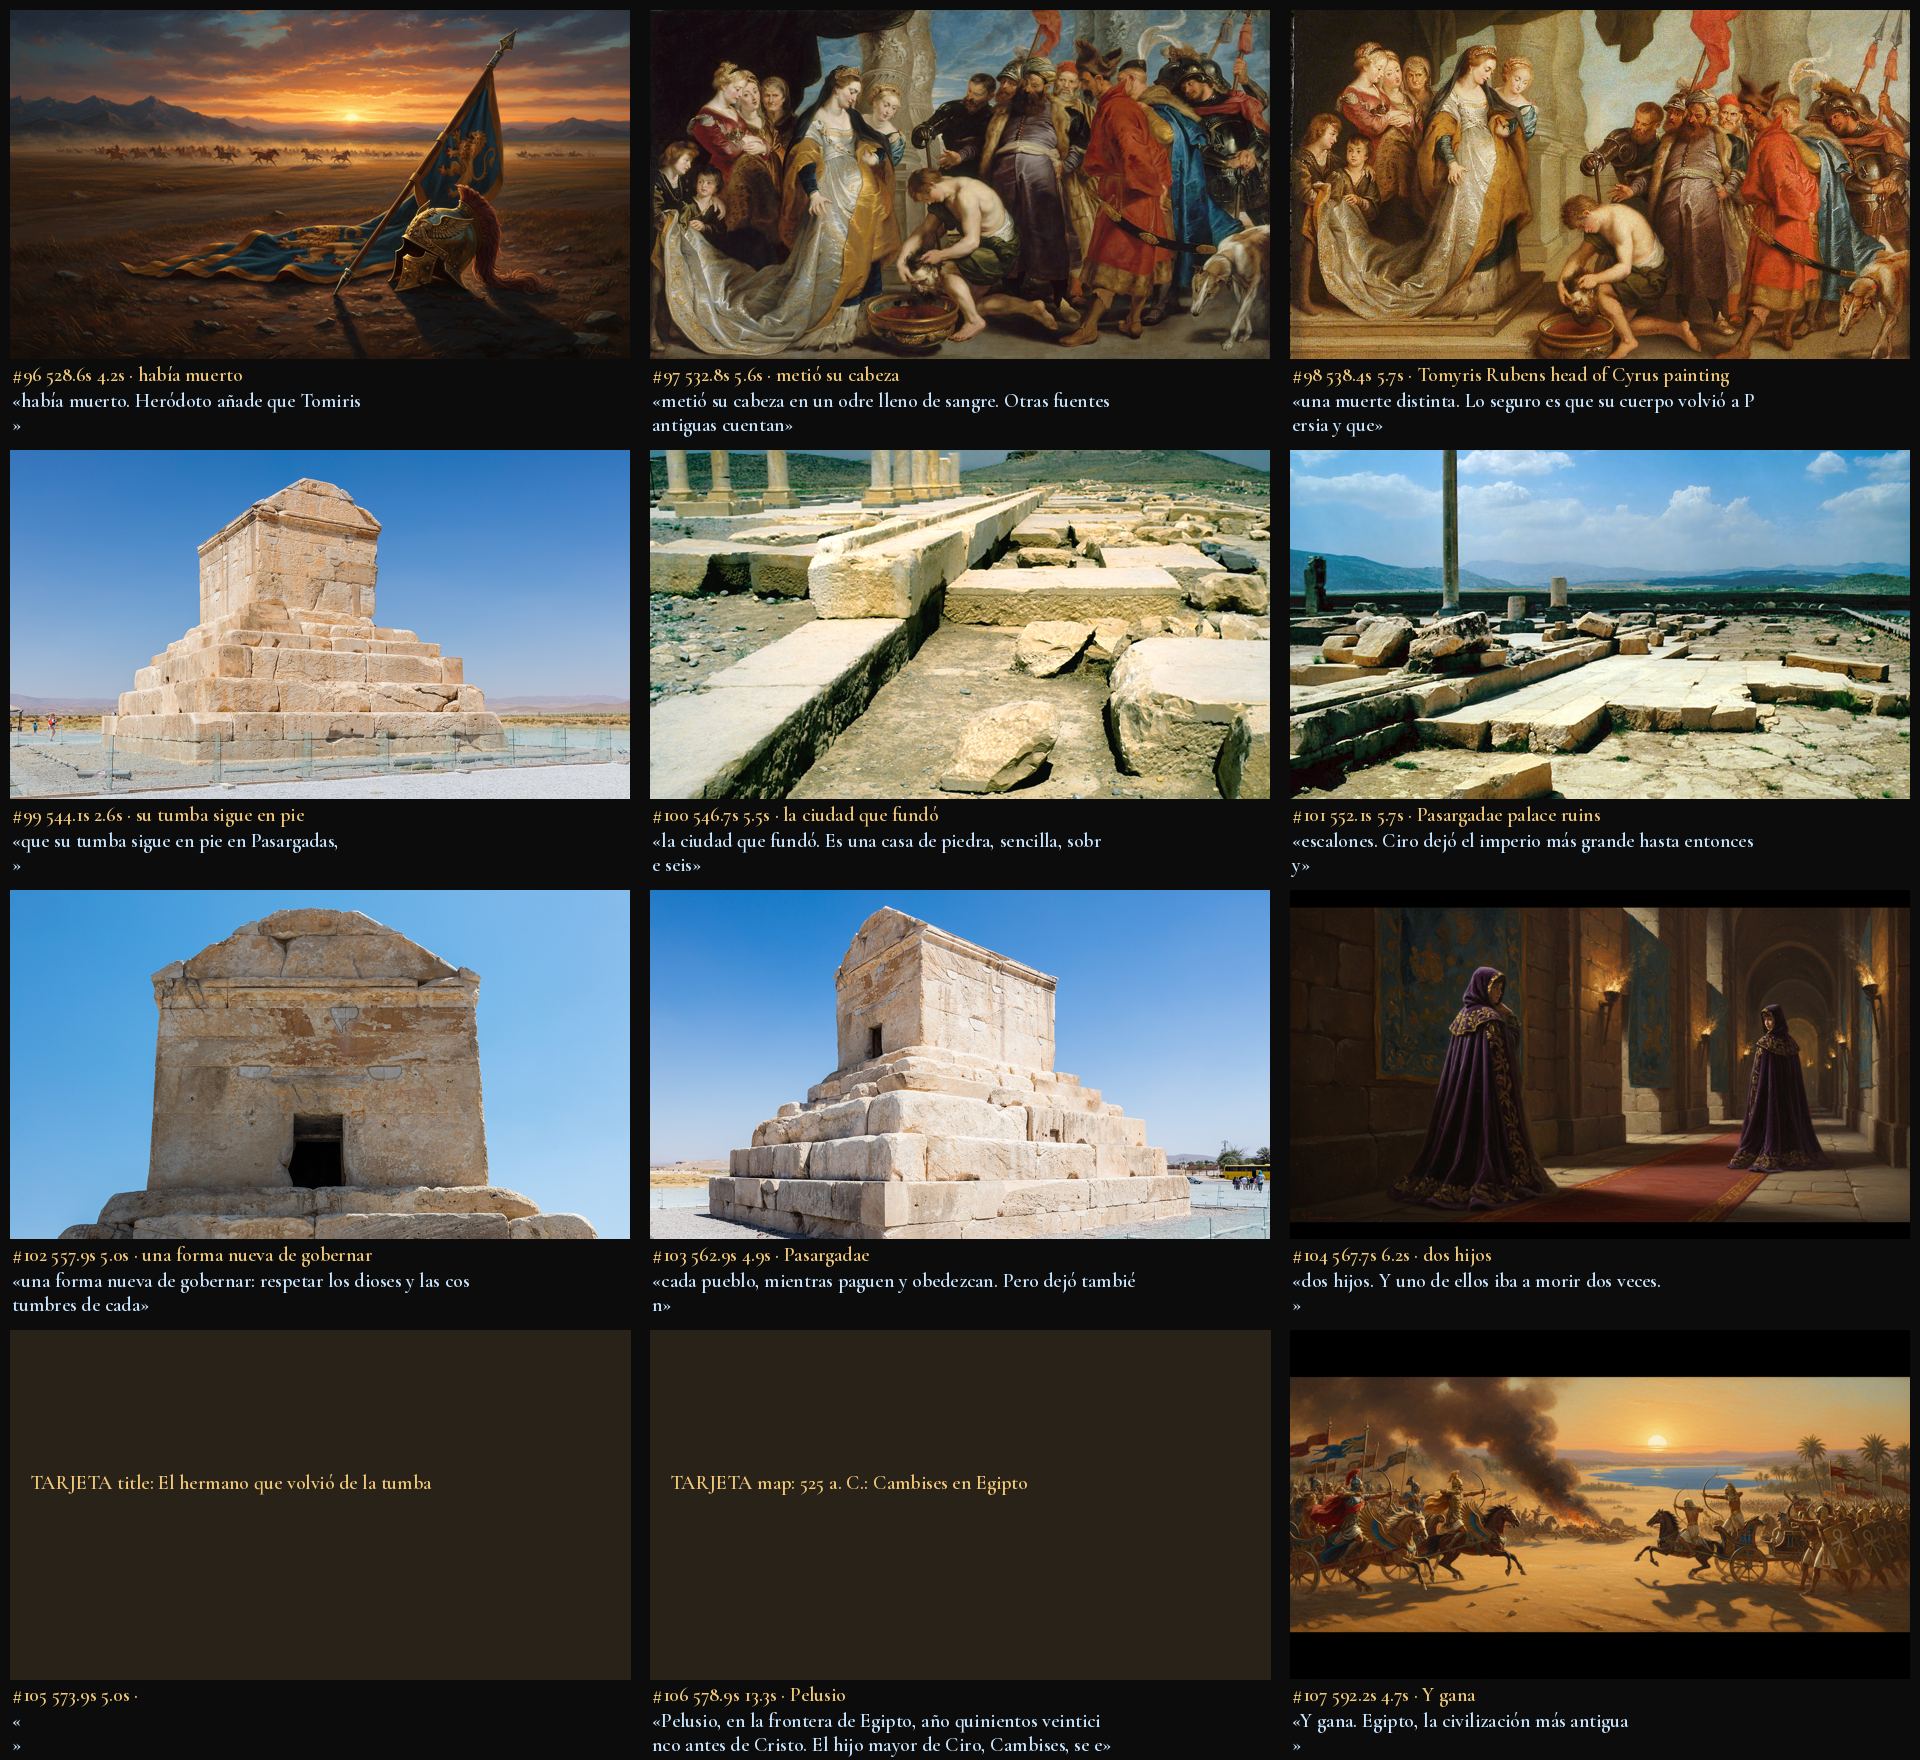 #96 528.6s 4.2s · había muerto
«había muerto. Heródoto añade que Tomiris
»
#97 532.8s 5.6s · metió su cabeza
«metió su cabeza en un odre lleno de sangre. Otras fuentes
antiguas cuentan»
#98 538.4s 5.7s · Tomyris Rubens head of Cyrus painting
«una muerte distinta. Lo seguro es que su cuerpo volvió a P
ersia y que»
#99 544.1s 2.6s · su tumba sigue en pie
«que su tumba sigue en pie en Pasargadas,
»
#100 546.7s 5.5s · la ciudad que fundó
«la ciudad que fundó. Es una casa de piedra, sencilla, sobr
e seis»
#101 552.1s 5.7s · Pasargadae palace ruins
«escalones. Ciro dejó el imperio más grande hasta entonces
y»
#102 557.9s 5.0s · una forma nueva de gobernar
«una forma nueva de gobernar: respetar los dioses y las cos
tumbres de cada»
#103 562.9s 4.9s · Pasargadae
«cada pueblo, mientras paguen y obedezcan. Pero dejó tambié
n»
#104 567.7s 6.2s · dos hijos
«dos hijos. Y uno de ellos iba a morir dos veces.
»
TARJETA title: El hermano que volvió de la tumba
#105 573.9s 5.0s ·
«
»
TARJETA map: 525 a. C.: Cambises en Egipto
#106 578.9s 13.3s · Pelusio
«Pelusio, en la frontera de Egipto, año quinientos veintici
nco antes de Cristo. El hijo mayor de Ciro, Cambises, se e»
#107 592.2s 4.7s · Y gana
«Y gana. Egipto, la civilización más antigua
»